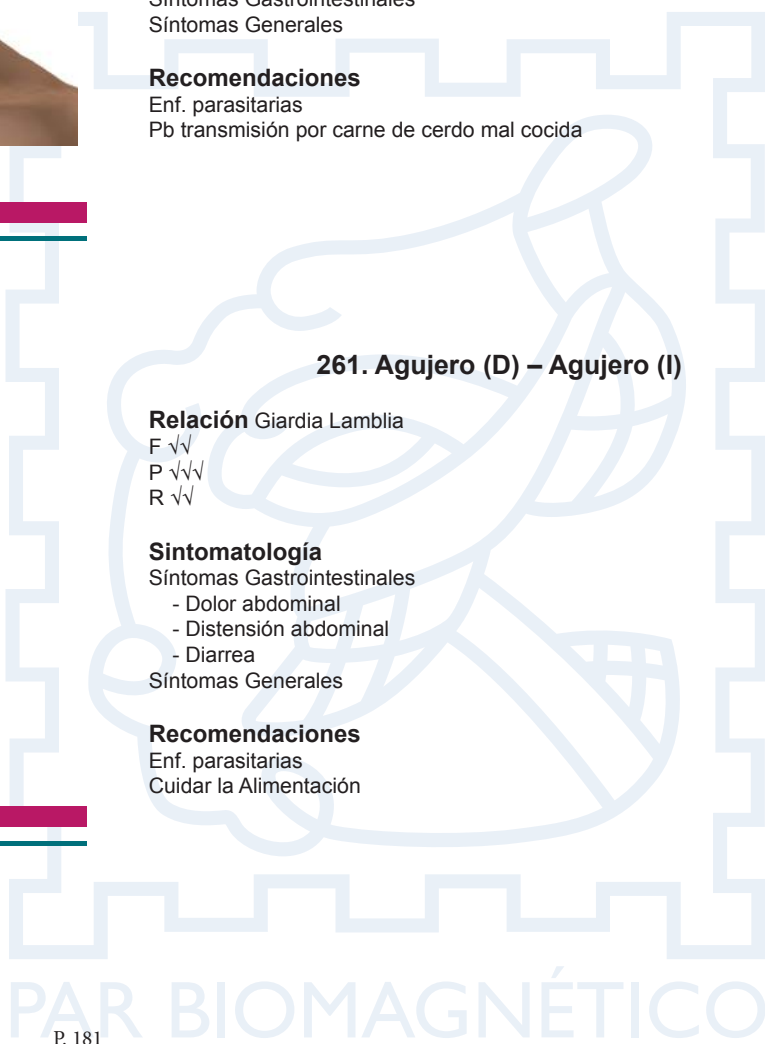 Síntomas Gastrointestinales
Síntomas Generales
Recomendaciones
Enf. parasitarias
Pb transmisión por carne de cerdo mal cocida
261. Agujero (D) – Agujero (I)
Relación Giardia Lamblia
F √√
P √√√
R √√
Sintomatología
Síntomas Gastrointestinales
- Dolor abdominal
- Distensión abdominal
- Diarrea
Síntomas Generales
Recomendaciones
Enf. parasitarias
Cuidar la Alimentación
PAR BIOMAGNÉTICO
P. 181